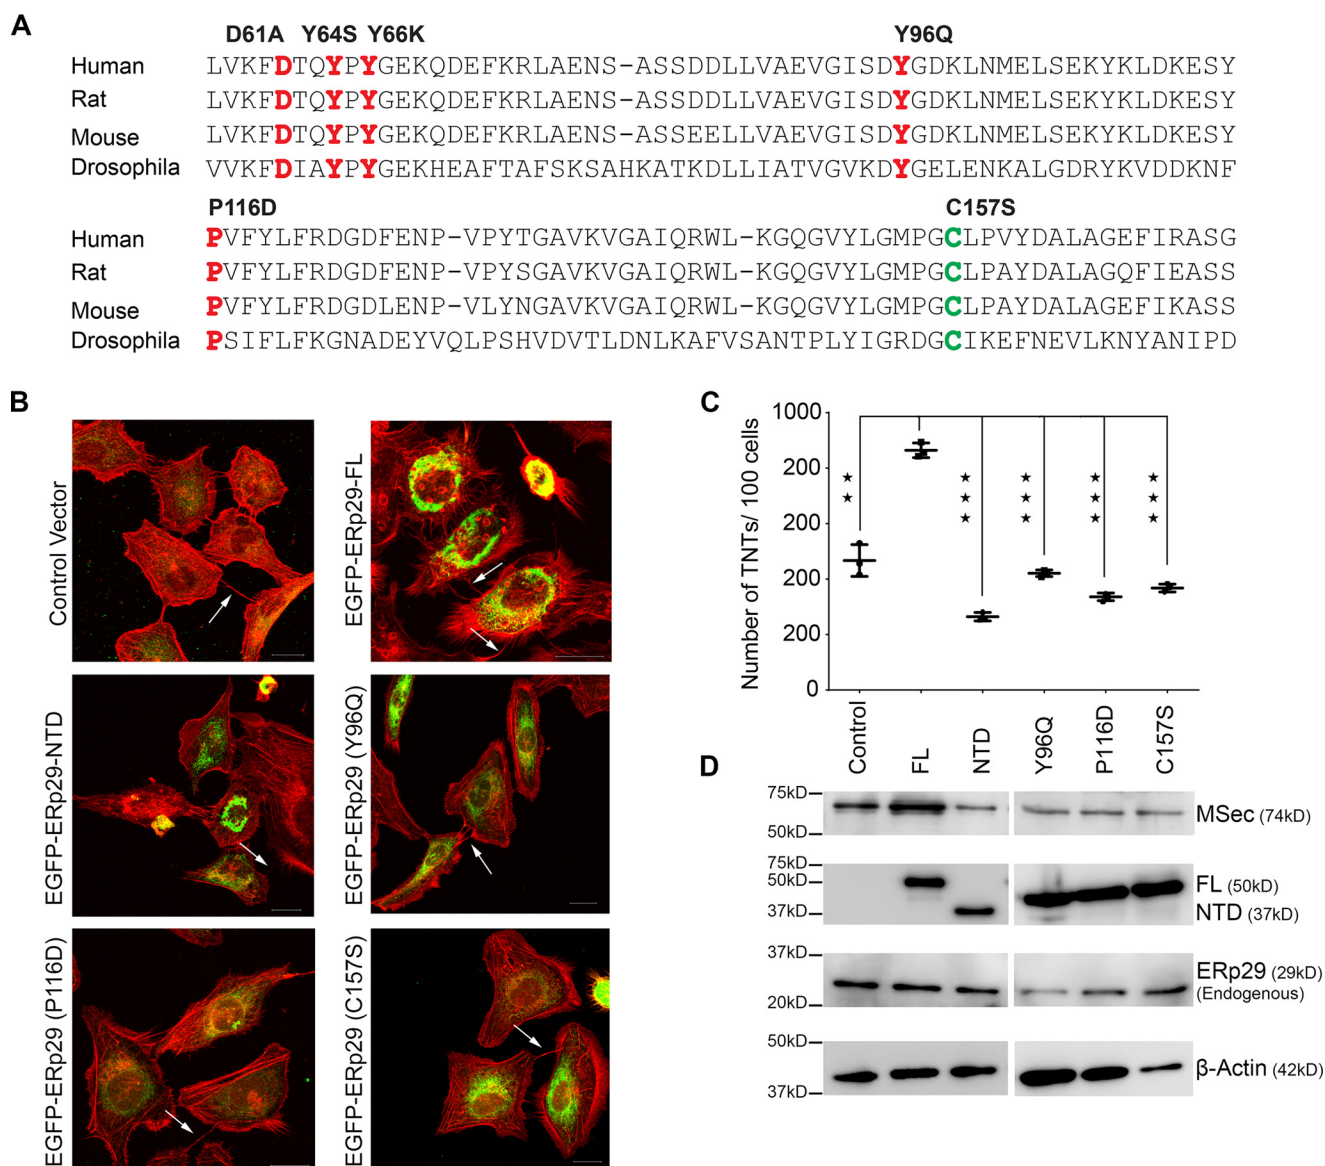 A
D61A Y64S Y66K Y96Q
Human LVKFDTQYPYGEKQDEFKRLAENS-ASSDDLLVAEVGISDYGDKLNMELSEKYKLDKESY
Rat LVKFDTQYPYGEKQDEFKRLAENS-ASSDDLLVAEVGISDYGDKLNMELSEKYKLDKESY
Mouse LVKFDTQYPYGEKQDEFKRLAENS-ASSEELLVAEVGISDYGDKLNMELSEKYKLDKESY
Drosophila VVKFDIAYPYGEKHEAFTAFSKSAHKATKDLLIATVGVKDYGELENKALGDRYKVDDKNF
P116D C157S
Human PVFYLFRDGDFENP-VPYTGAVKVGAIQRWL-KGQGVYLGMPGCLPVYDALAGEFIRASG
Rat PVFYLFRDGDFENP-VPYSGAVKVGAIQRWL-KGQGVYLGMPGCLPAYDALAGQFIEASS
Mouse PVFYLFRDGDLENP-VLYNGAVKVGAIQRWL-KGQGVYLGMPGCLPAYDALAGEFIKASS
Drosophila PSIFLFKGNADEYVQLPSHVDVTLDNLKAFVSANTPLYIGRDGCIKEFNEVLKNYANIPD
B
Control Vector
EGFP-ERp29-FL
EGFP-ERp29-NTD
EGFP-ERp29 (Y96Q)
EGFP-ERp29 (P116D)
EGFP-ERp29 (C157S)
C
Number of TNTs/ 100 cells
1000
200
200
200
200
0
★★
★★★
★★★
★★★
★★★
Control
FL
NTD
Y96Q
P116D
C157S
D
75kD
50kD
MSec (74kD)
75kD
50kD
37kD
FL (50kD)
NTD (37kD)
37kD
20kD
ERp29 (29kD)
(Endogenous)
50kD
37kD
β-Actin (42kD)